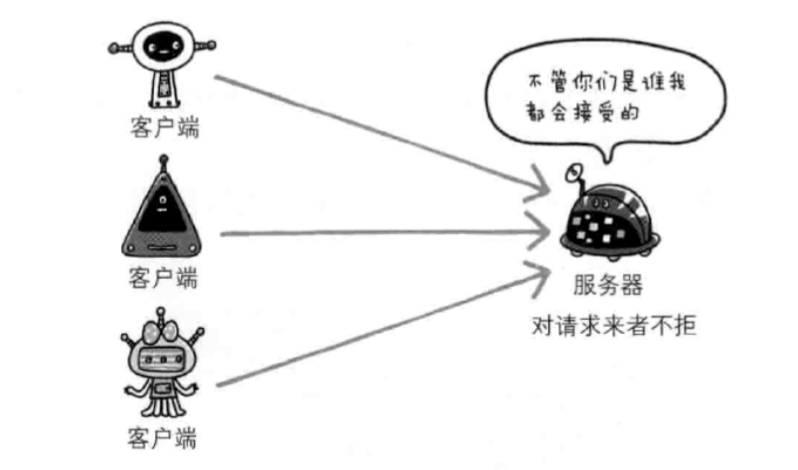 客户端
不管你们是谁我
都会接受的
客户端
服务器
对请求来者不拒
客户端